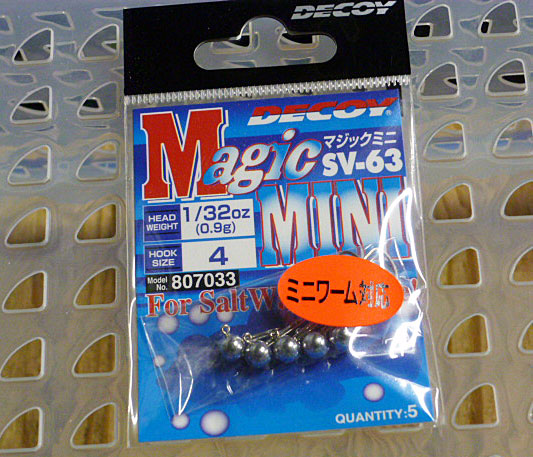 DECOY
DECOY®
Magic
マジックミニ
SV-63
MINI
HEAD WEIGHT
1/32oz
(0.9g)
HOOK SIZE
4
Model No. 807033
For Salt
ミニワーム対応
QUANTITY:5